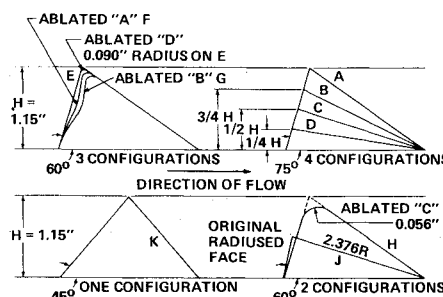 ABLATED "A" F
ABLATED "D"
0.090" RADIUS ON E
E
ABLATED "B" G
H =
1.15"
60° 3 CONFIGURATIONS
A
B
C
D
3/4 H
1/2 H
1/4 H
75° 4 CONFIGURATIONS
DIRECTION OF FLOW
H = 1.15"
K
45° ONE CONFIGURATION
ORIGINAL
RADIUSED
FACE
ABLATED "C"
0.056"
2.376R
H
J
60° 2 CONFIGURATIONS